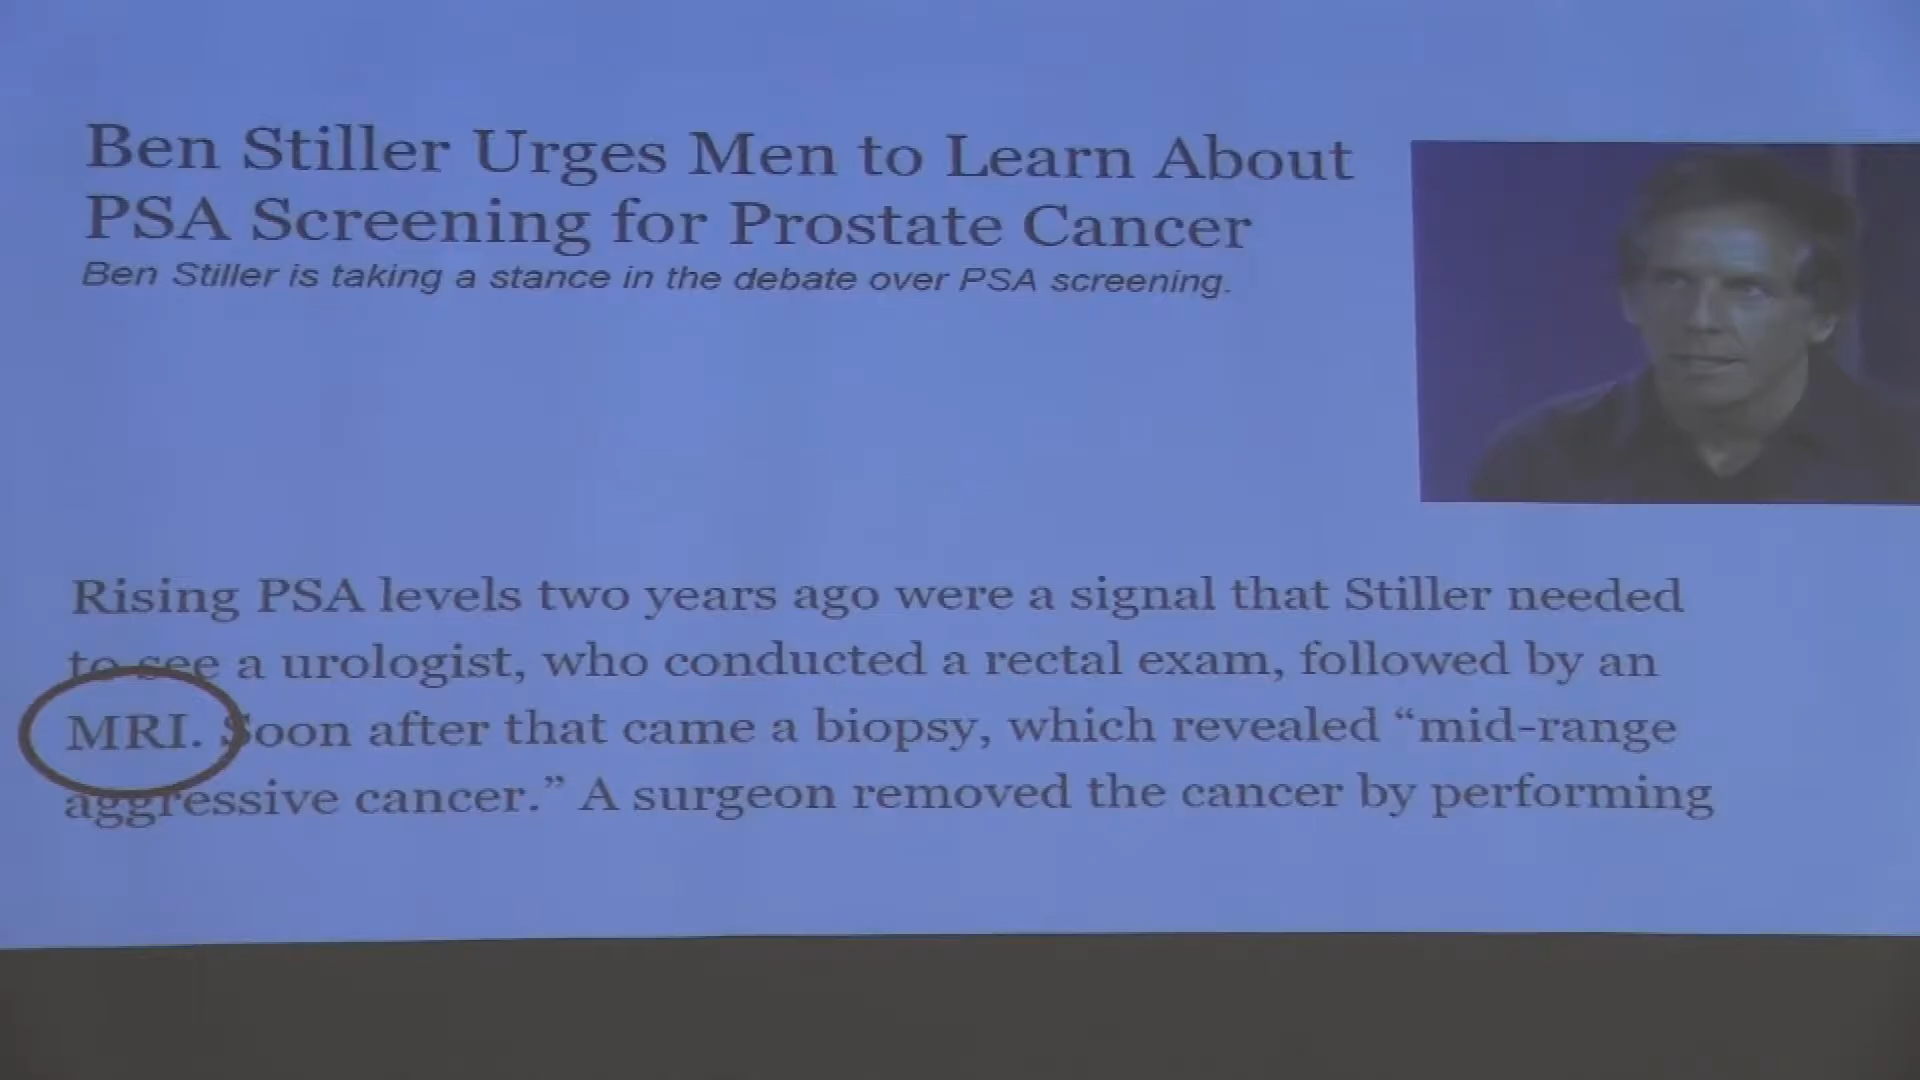 Ben Stiller Urges Men to Learn About
PSA Screening for Prostate Cancer
Ben Stiller is taking a stance in the debate over PSA screening.
Rising PSA levels two years ago were a signal that Stiller needed
to see a urologist, who conducted a rectal exam, followed by an
MRI. Soon after that came a biopsy, which revealed “mid-range
aggressive cancer.” A surgeon removed the cancer by performing